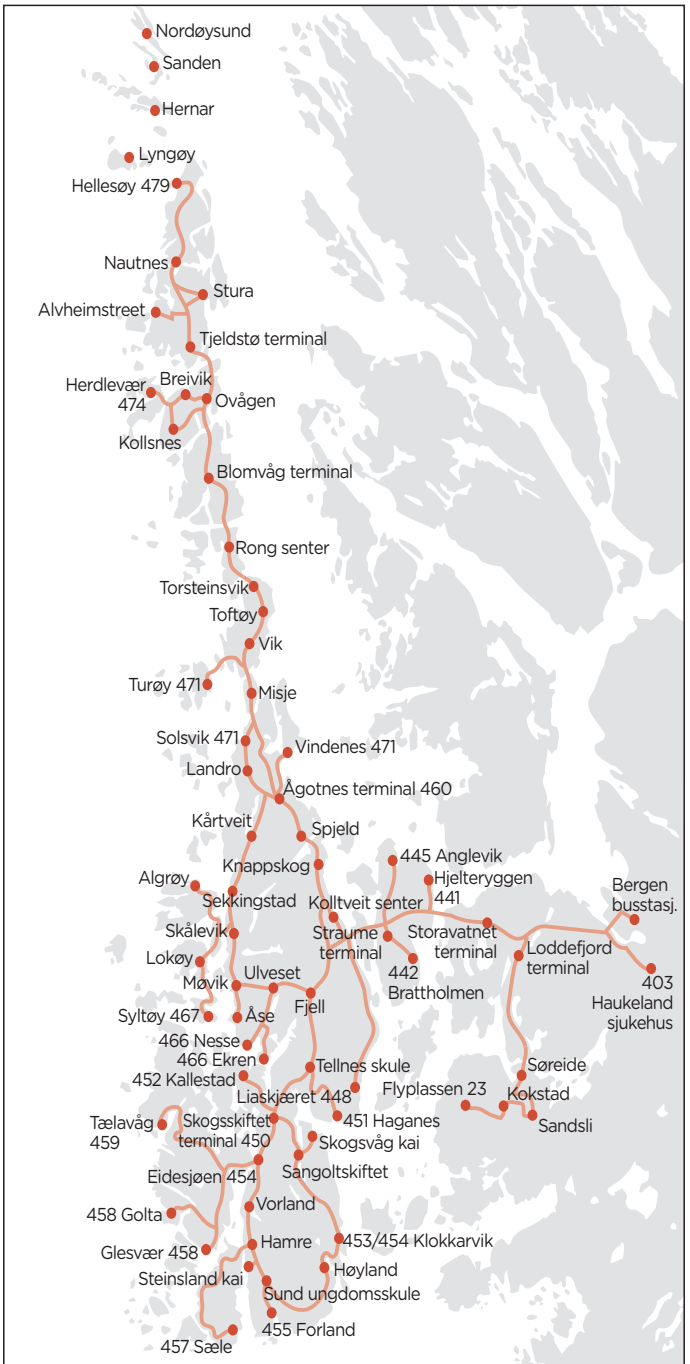 Nordøysund
Sanden
Hernar
Lyngøy
Hellesøy 479
Nautnes
Stura
Alvheimstreet
Tjeldstø terminal
Breivik
Herdlevær
474
Ovågen
Kollsnes
Blomvåg terminal
Rong senter
Torsteinsvik
Toftøy
Vik
Turøy 471
Misje
Solsvik 471
Vindenes 471
Landro
Ågotnes terminal 460
Kårtveit
Spjeld
445 Anglevik
Knappskog
Algrøy
Hjelteryggen
441
Sekkingstad
Kolltveit senter
Bergen
busstasj.
Skålevik
Straume
terminal
Storavatnet
terminal
Loddefjord
terminal
Lokøy
442
Brattholmen
403
Haukeland
sjukehus
Ulveset
Møvik
Fjell
Syltøy 467
Åse
466 Nesse
466 Ekren
Tellnes skule
Søreide
452 Kallestad
Liaskjæret 448
Flyplassen 23
Kokstad
Sandsli
451 Haganes
Tælavåg
459
Skogsskiftet
terminal 450
Skogsvåg kai
Sangoltskiftet
Eidesjøen 454
Vorland
458 Golta
453/454 Klokkarvik
Hamre
Glesvær 458
Steinsland kai
Høyland
Sund ungdomsskule
455 Forland
457 Sæle